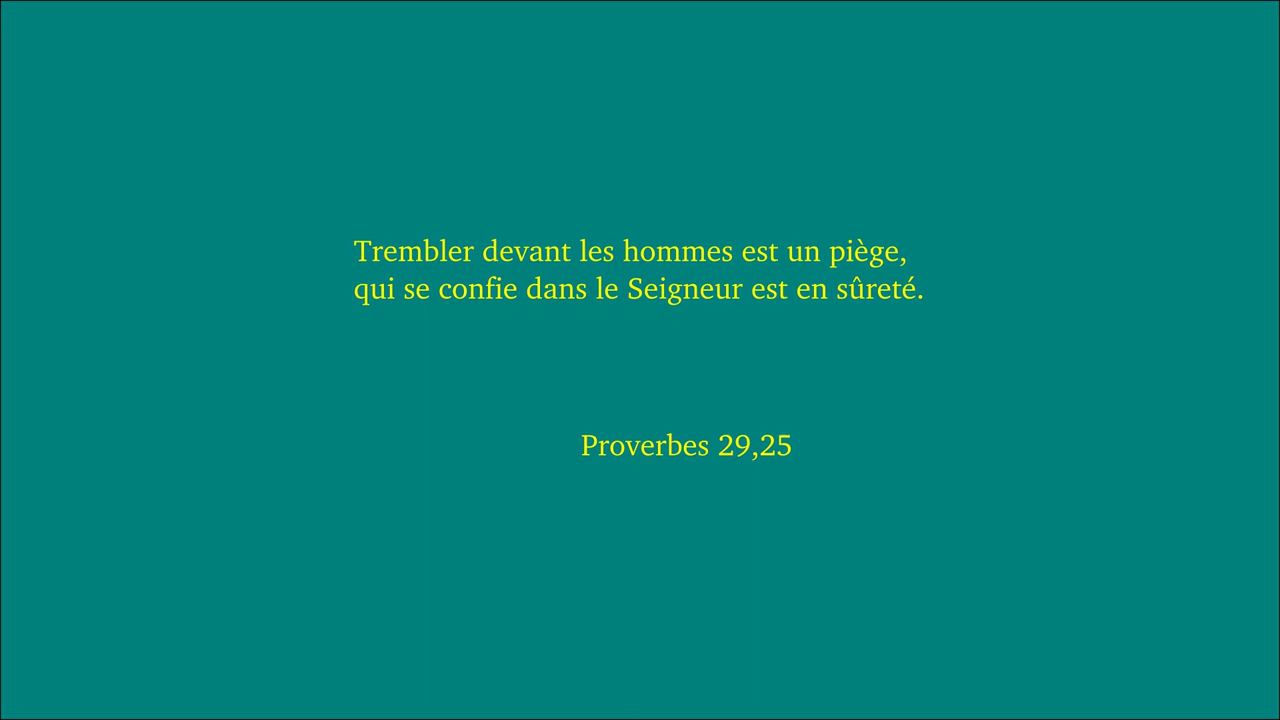 Trembler devant les hommes est un piège,
qui se confie dans le Seigneur est en sûreté.
Proverbes 29,25